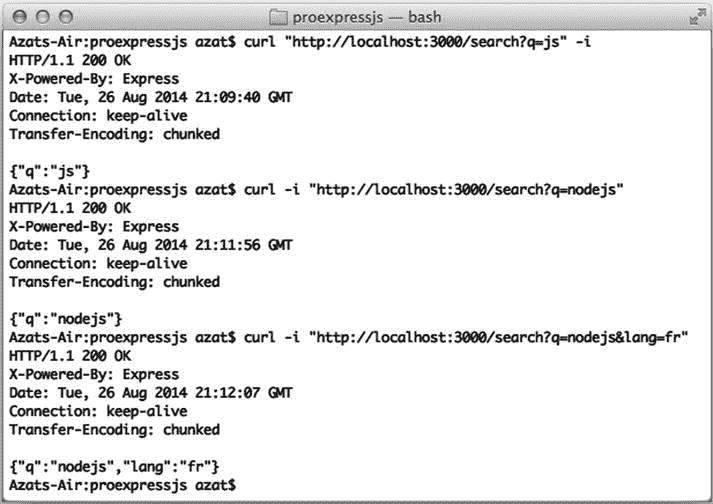 proexpressjs — bash
Azats-Air:proexpressjs azat$ curl "http://localhost:3000/search?q=js" -i
HTTP/1.1 200 OK
X-Powered-By: Express
Date: Tue, 26 Aug 2014 21:09:40 GMT
Connection: keep-alive
Transfer-Encoding: chunked
{"q":"js"}
Azats-Air:proexpressjs azat$ curl -i "http://localhost:3000/search?q=nodejs"
HTTP/1.1 200 OK
X-Powered-By: Express
Date: Tue, 26 Aug 2014 21:11:56 GMT
Connection: keep-alive
Transfer-Encoding: chunked
{"q":"nodejs"}
Azats-Air:proexpressjs azat$ curl -i "http://localhost:3000/search?q=nodejs&lang=fr"
HTTP/1.1 200 OK
X-Powered-By: Express
Date: Tue, 26 Aug 2014 21:12:07 GMT
Connection: keep-alive
Transfer-Encoding: chunked
{"q":"nodejs","lang":"fr"}
Azats-Air:proexpressjs azat$